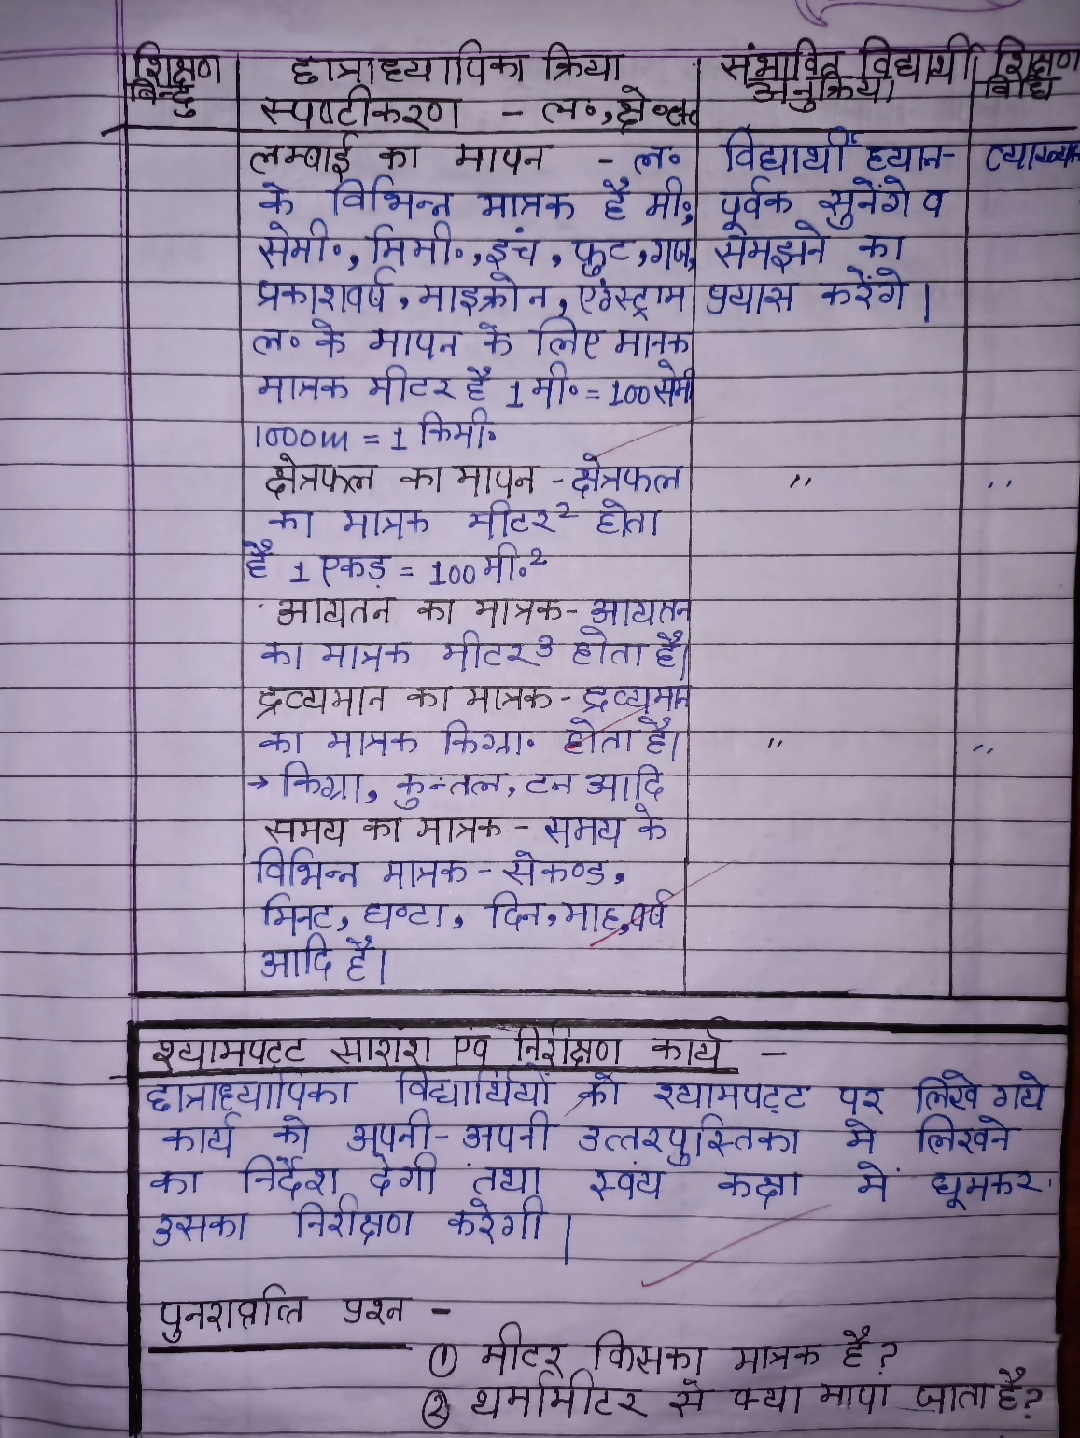 शिक्षण बिन्दु | छात्राध्यापिका क्रिया | संभावित विद्यार्थी अनुक्रिया | शिक्षण विधि
स्पष्टीकरण - ल०,
लम्बाई का मापन - ल० | विद्यार्थी ध्यान- | व्याख्यान
के विभिन्न मात्रक है मी०, | पूर्वक सुनेंगे व
सेमी०, मिमी०, इंच, फुट, गज, | समझने का
प्रकाशवर्ष, माइक्रोन, एंग्स्ट्राम | प्रयास करेंगे।
ल० के मापन के लिए मानक
मात्रक मीटर है 1 मी० = 100 सेमी
1000m = 1 किमी०
क्षेत्रफल का मापन - क्षेत्रफल | ,, | ,,
का मात्रक मीटर² होता
है 1 एकड़ = 100 मी०²
आयतन का मात्रक - आयतन
का मात्रक मीटर³ होता है।
द्रव्यमान का मात्रक - द्रव्यमान
का मात्रक किग्रा० होता है। | ,, | ,,
→ किग्रा, कुन्तल, टन आदि
समय का मात्रक - समय के
विभिन्न मात्रक - सेकण्ड,
मिनट, घण्टा, दिन, माह, वर्ष
आदि है।
श्यामपट्ट सारांश एवं निरीक्षण कार्य -
छात्राध्यापिका विद्यार्थियों को श्यामपट्ट पर लिखे गये
कार्य को अपनी-अपनी उत्तरपुस्तिका मे लिखने
का निर्देश देगी तथा स्वंय कक्षा में घूमकर
उसका निरीक्षण करेगी।
पुनरावृत्ति प्रश्न -
① मीटर किसका मात्रक है?
② थर्मामीटर से क्या मापा जाता है?